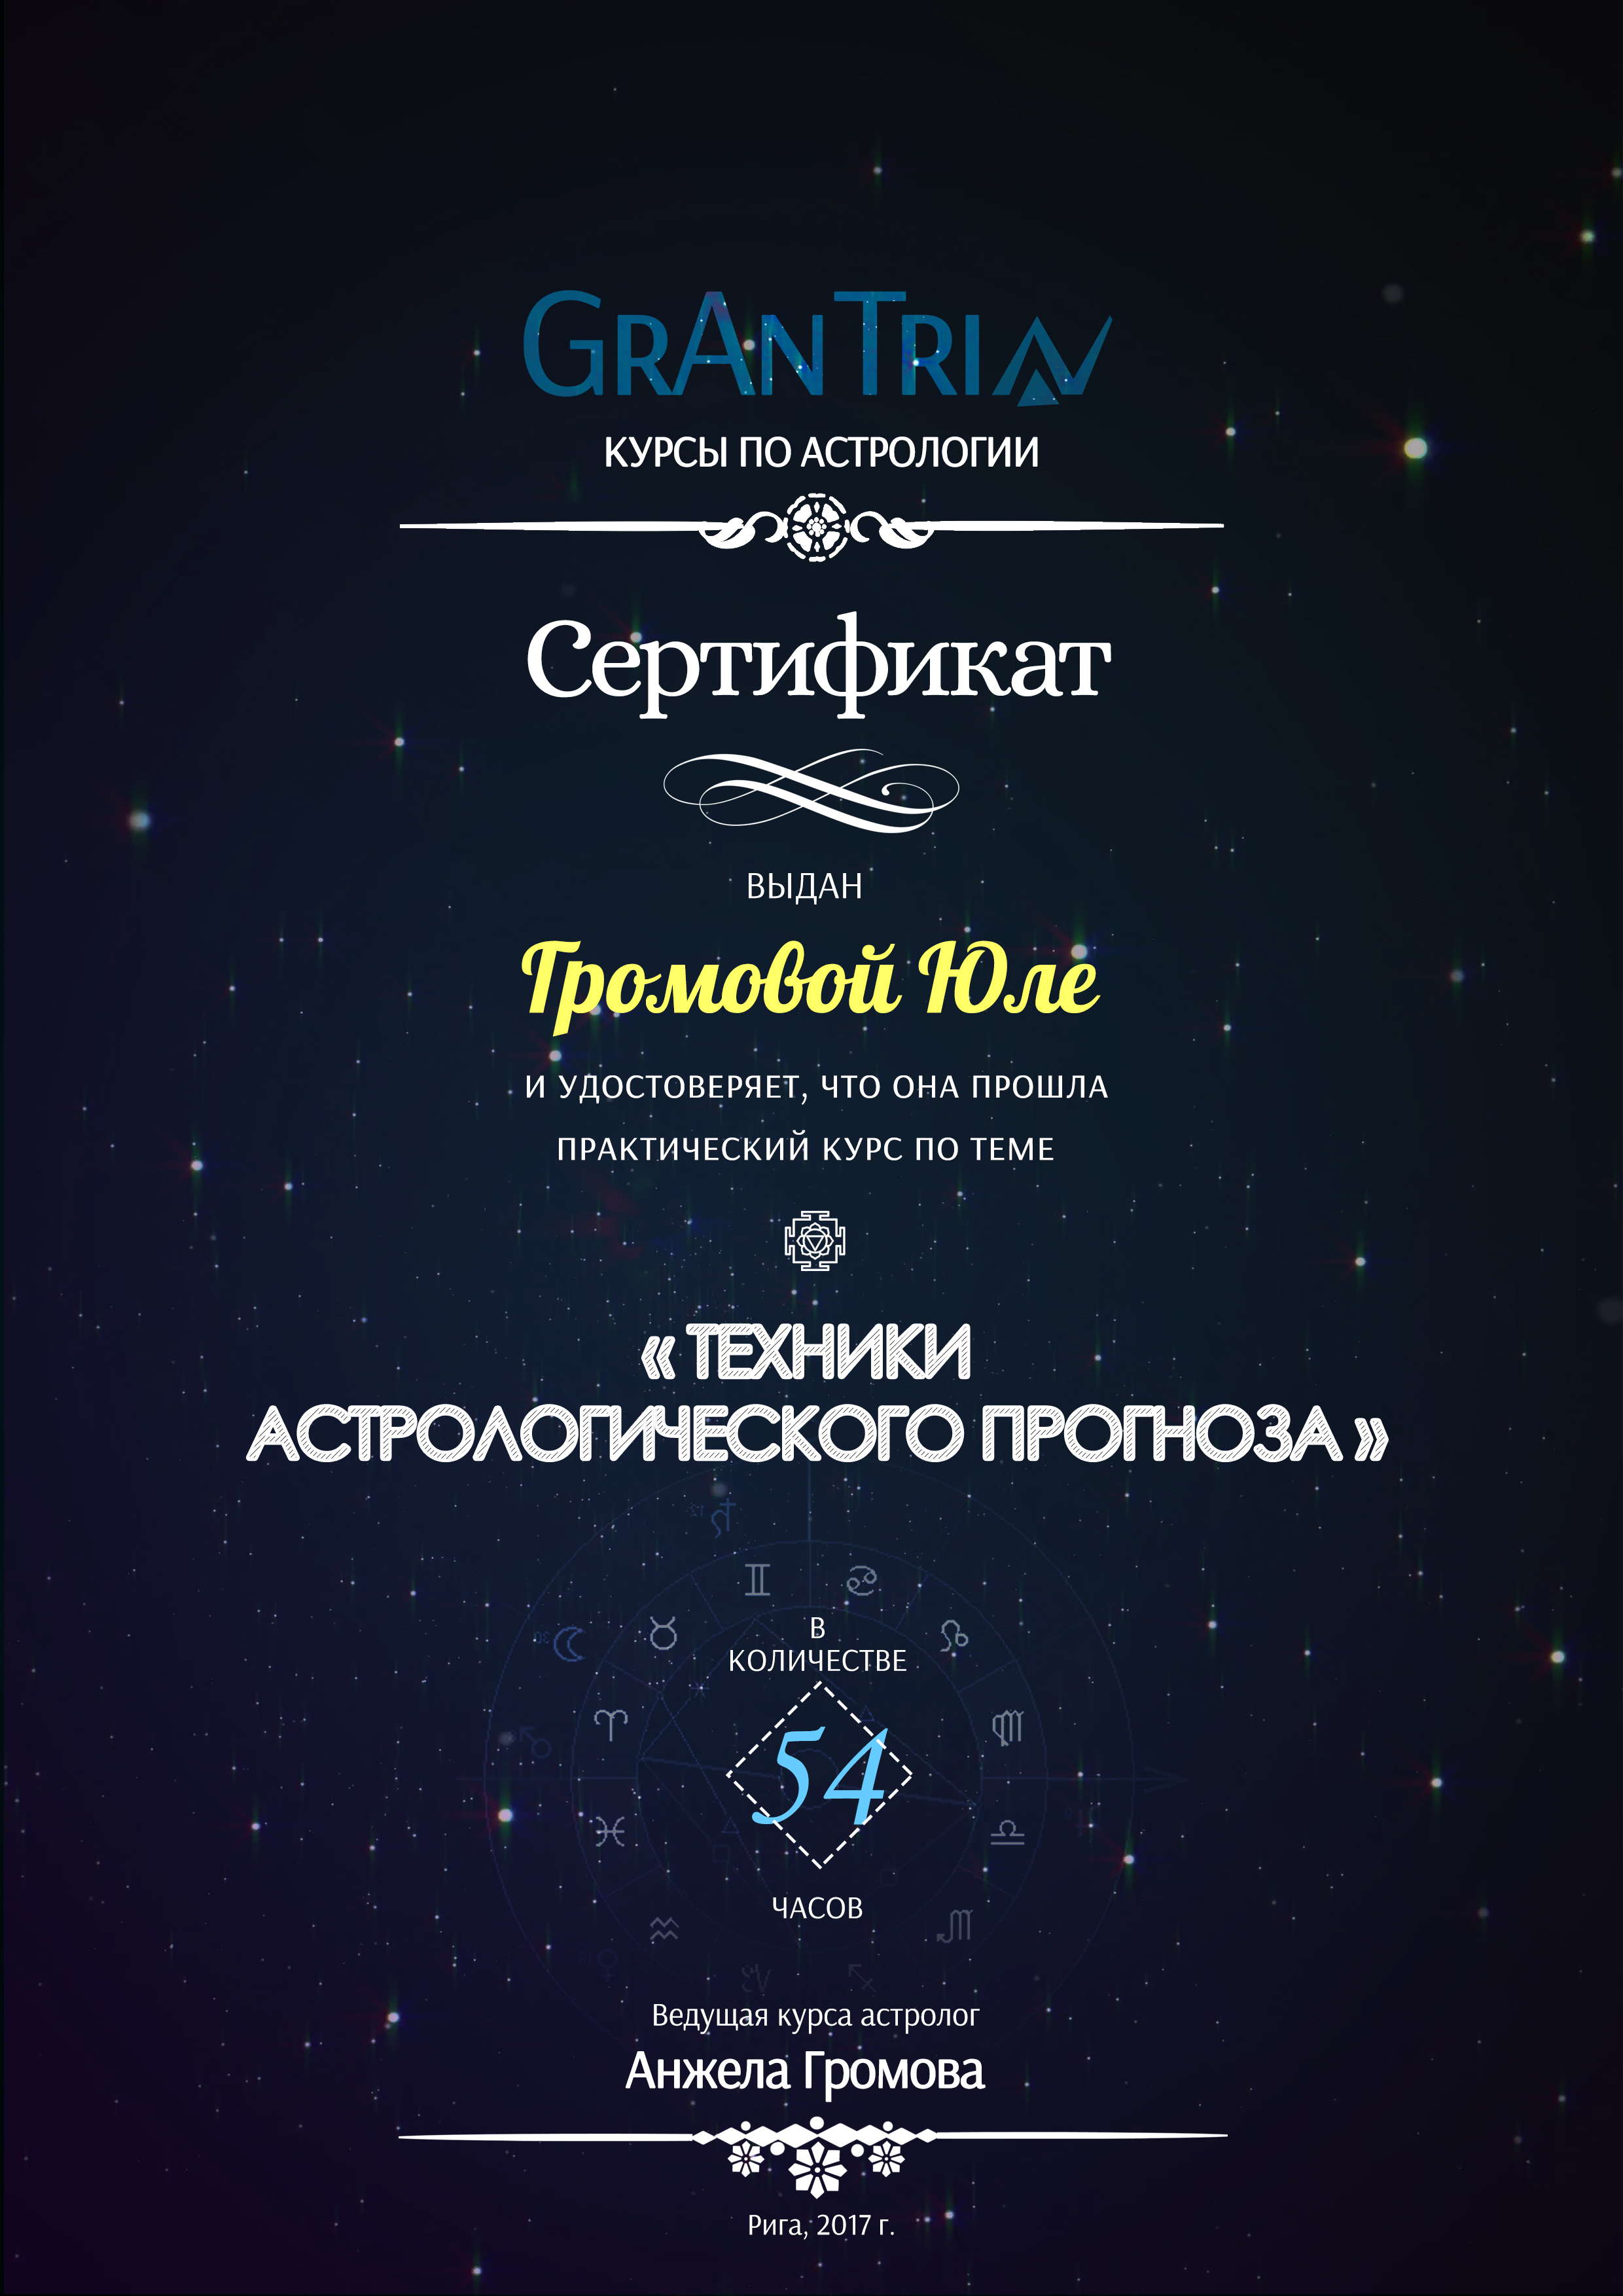 GRANTRIN
КУРСЫ ПО АСТРОЛОГИИ
Сертификат
ВЫДАН
Громовой Юле
И УДОСТОВЕРЯЕТ, ЧТО ОНА ПРОШЛА
ПРАКТИЧЕСКИЙ КУРС ПО ТЕМЕ
« ТЕХНИКИ
АСТРОЛОГИЧЕСКОГО ПРОГНОЗА »
В
КОЛИЧЕСТВЕ
54
ЧАСОВ
Ведущая курса астролог
Анжела Громова
Рига, 2017 г.